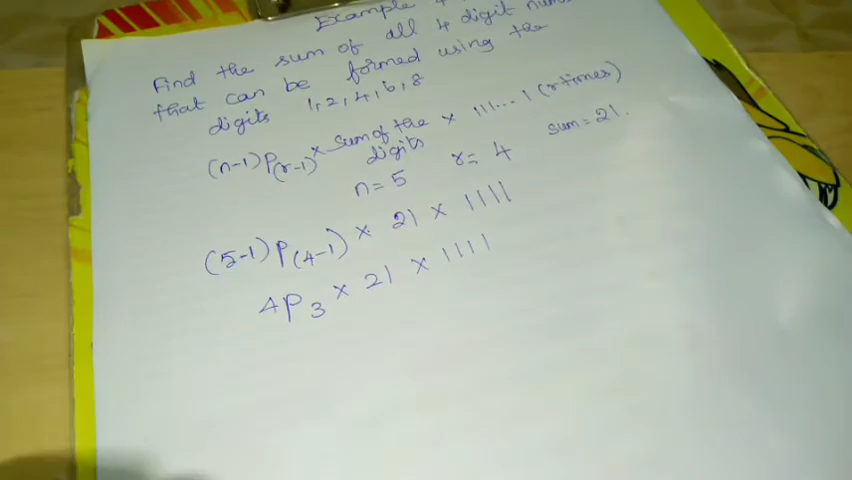 Example 4
Find the sum of all 4 digit num
that can be formed using the
digits 1,2,4,6,8
(n-1)P(r-1) × sum of the digits × 111...1 (r times)
n=5 r=4 sum=21.
(5-1)P(4-1) × 21 × 1111
4P3 × 21 × 1111